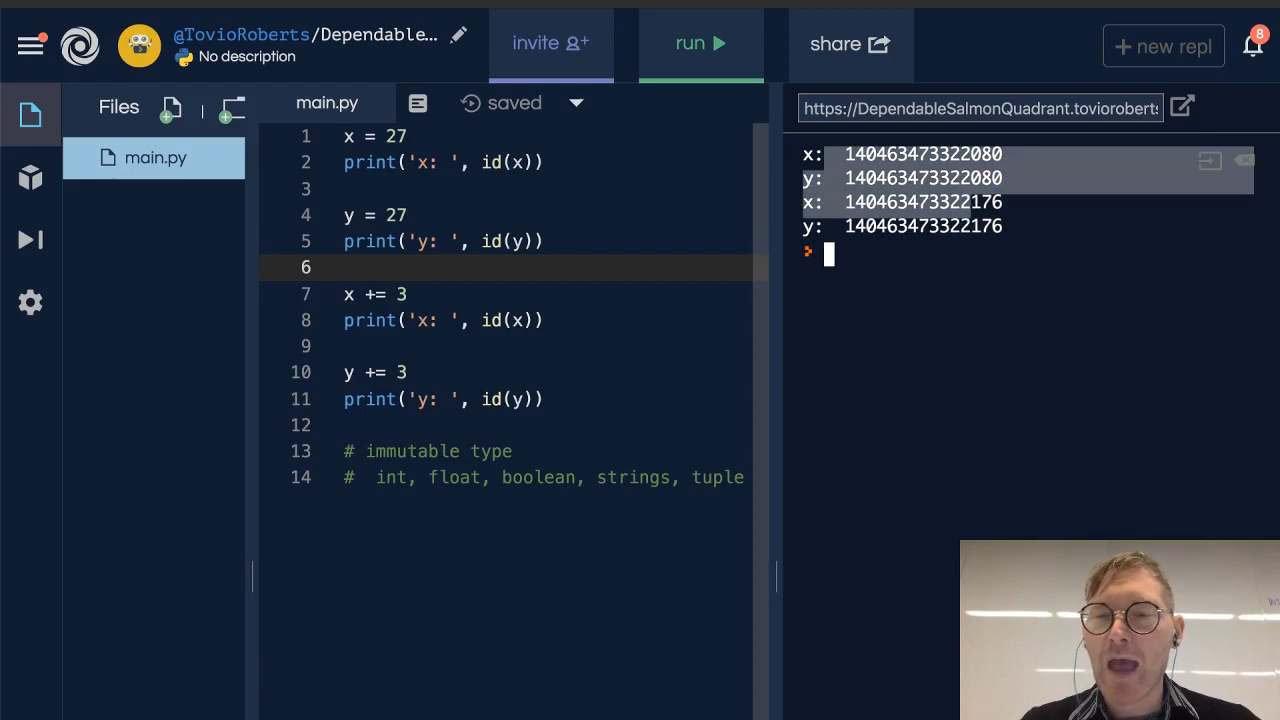 @TovioRoberts/Dependable...
No description
invite
run
share
+ new repl
8
Files
main.py
saved
https://DependableSalmonQuadrant.tovioroberts
main.py
1 x = 27
2 print('x: ', id(x))
3
4 y = 27
5 print('y: ', id(y))
6
7 x += 3
8 print('x: ', id(x))
9
10 y += 3
11 print('y: ', id(y))
12
13 # immutable type
14 #  int, float, boolean, strings, tuple
x:  140463473322080
y:  140463473322080
x:  140463473322176
y:  140463473322176
>